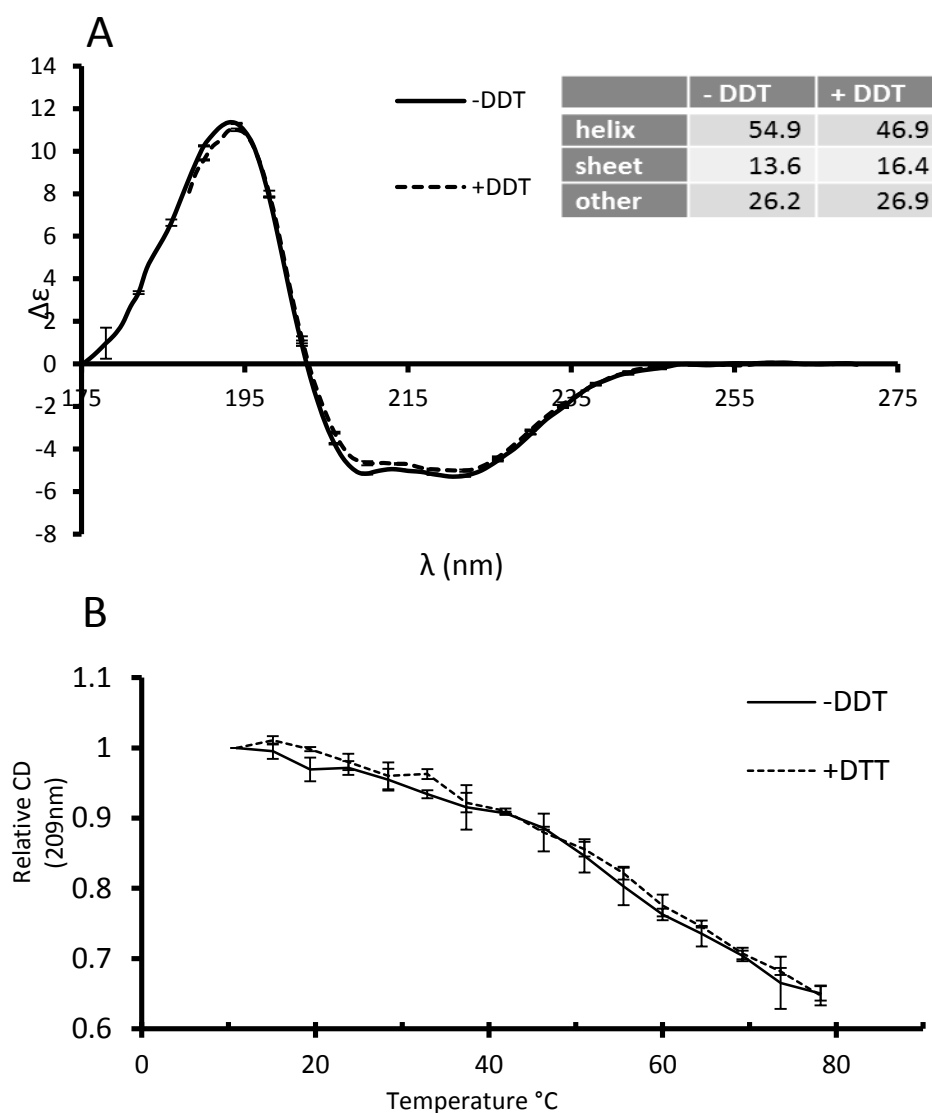 A
14
12
10
8
6
4
2
0
-2
-4
-6
-8
Δε
175 195 215 235 255 275
λ (nm)
-DDT
+DDT
- DDT + DDT
helix 54.9 46.9
sheet 13.6 16.4
other 26.2 26.9
B
1.1
1
0.9
0.8
0.7
0.6
Relative CD
(209nm)
0 20 40 60 80
Temperature °C
-DDT
+DTT